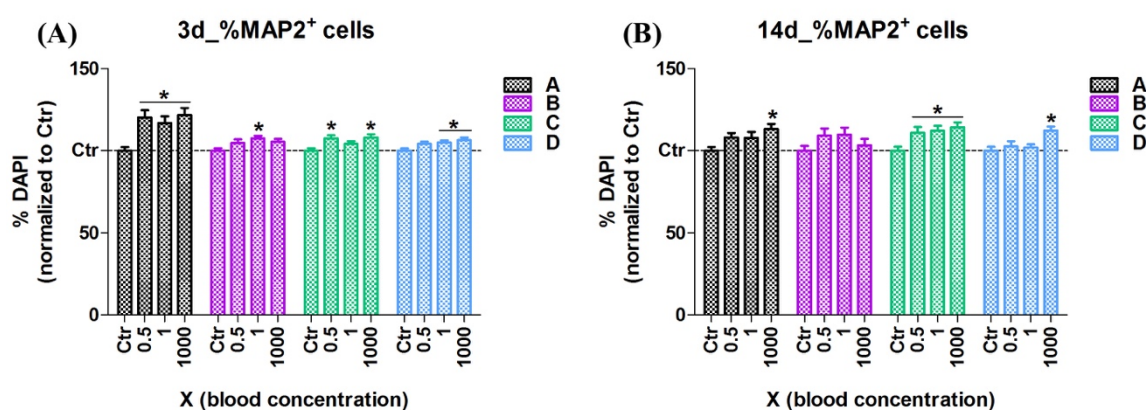 (A) 3d_%MAP2+ cells
% DAPI
(normalized to Ctr)
150
Ctr
50
0
* * * * *
A
B
C
D
Ctr 0.5 1 1000 Ctr 0.5 1 1000 Ctr 0.5 1 1000 Ctr 0.5 1 1000
X (blood concentration)
(B) 14d_%MAP2+ cells
% DAPI
(normalized to Ctr)
150
Ctr
50
0
* * *
A
B
C
D
Ctr 0.5 1 1000 Ctr 0.5 1 1000 Ctr 0.5 1 1000 Ctr 0.5 1 1000
X (blood concentration)